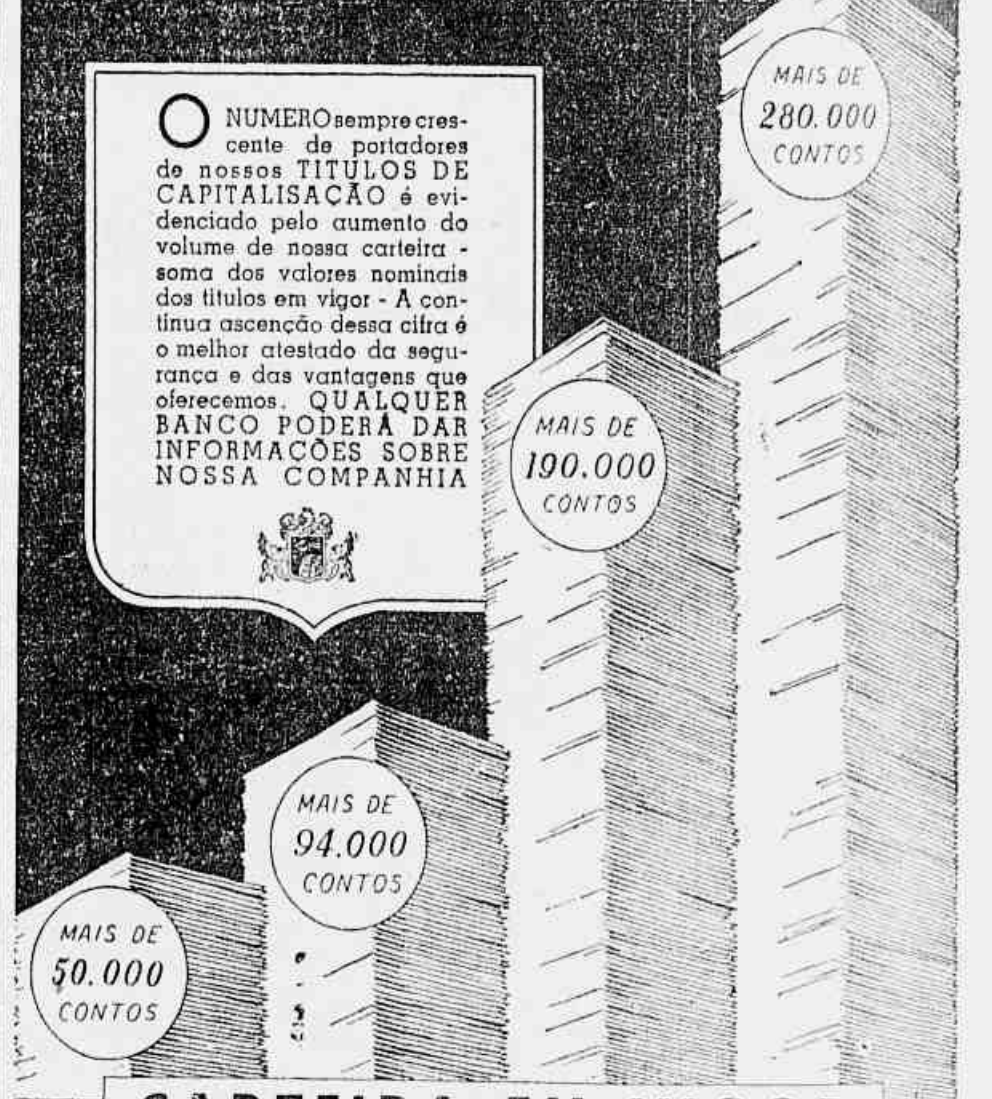 O NUMERO sempre cres-
cente de portadores
de nossos TITULOS DE
CAPITALISAÇÃO é evi-
denciado pelo aumento do
volume de nossa carteira -
soma dos valores nominais
dos titulos em vigor - A con-
tinua ascenção dessa cifra é
o melhor atestado da segu-
rança e das vantagens que
oferecemos. QUALQUER
BANCO PODERÁ DAR
INFORMACÕES SOBRE
NOSSA COMPANHIA
MAIS DE
280.000
CONTOS
MAIS DE
190.000
CONTOS
MAIS DE
94.000
CONTOS
MAIS DE
50.000
CONTOS